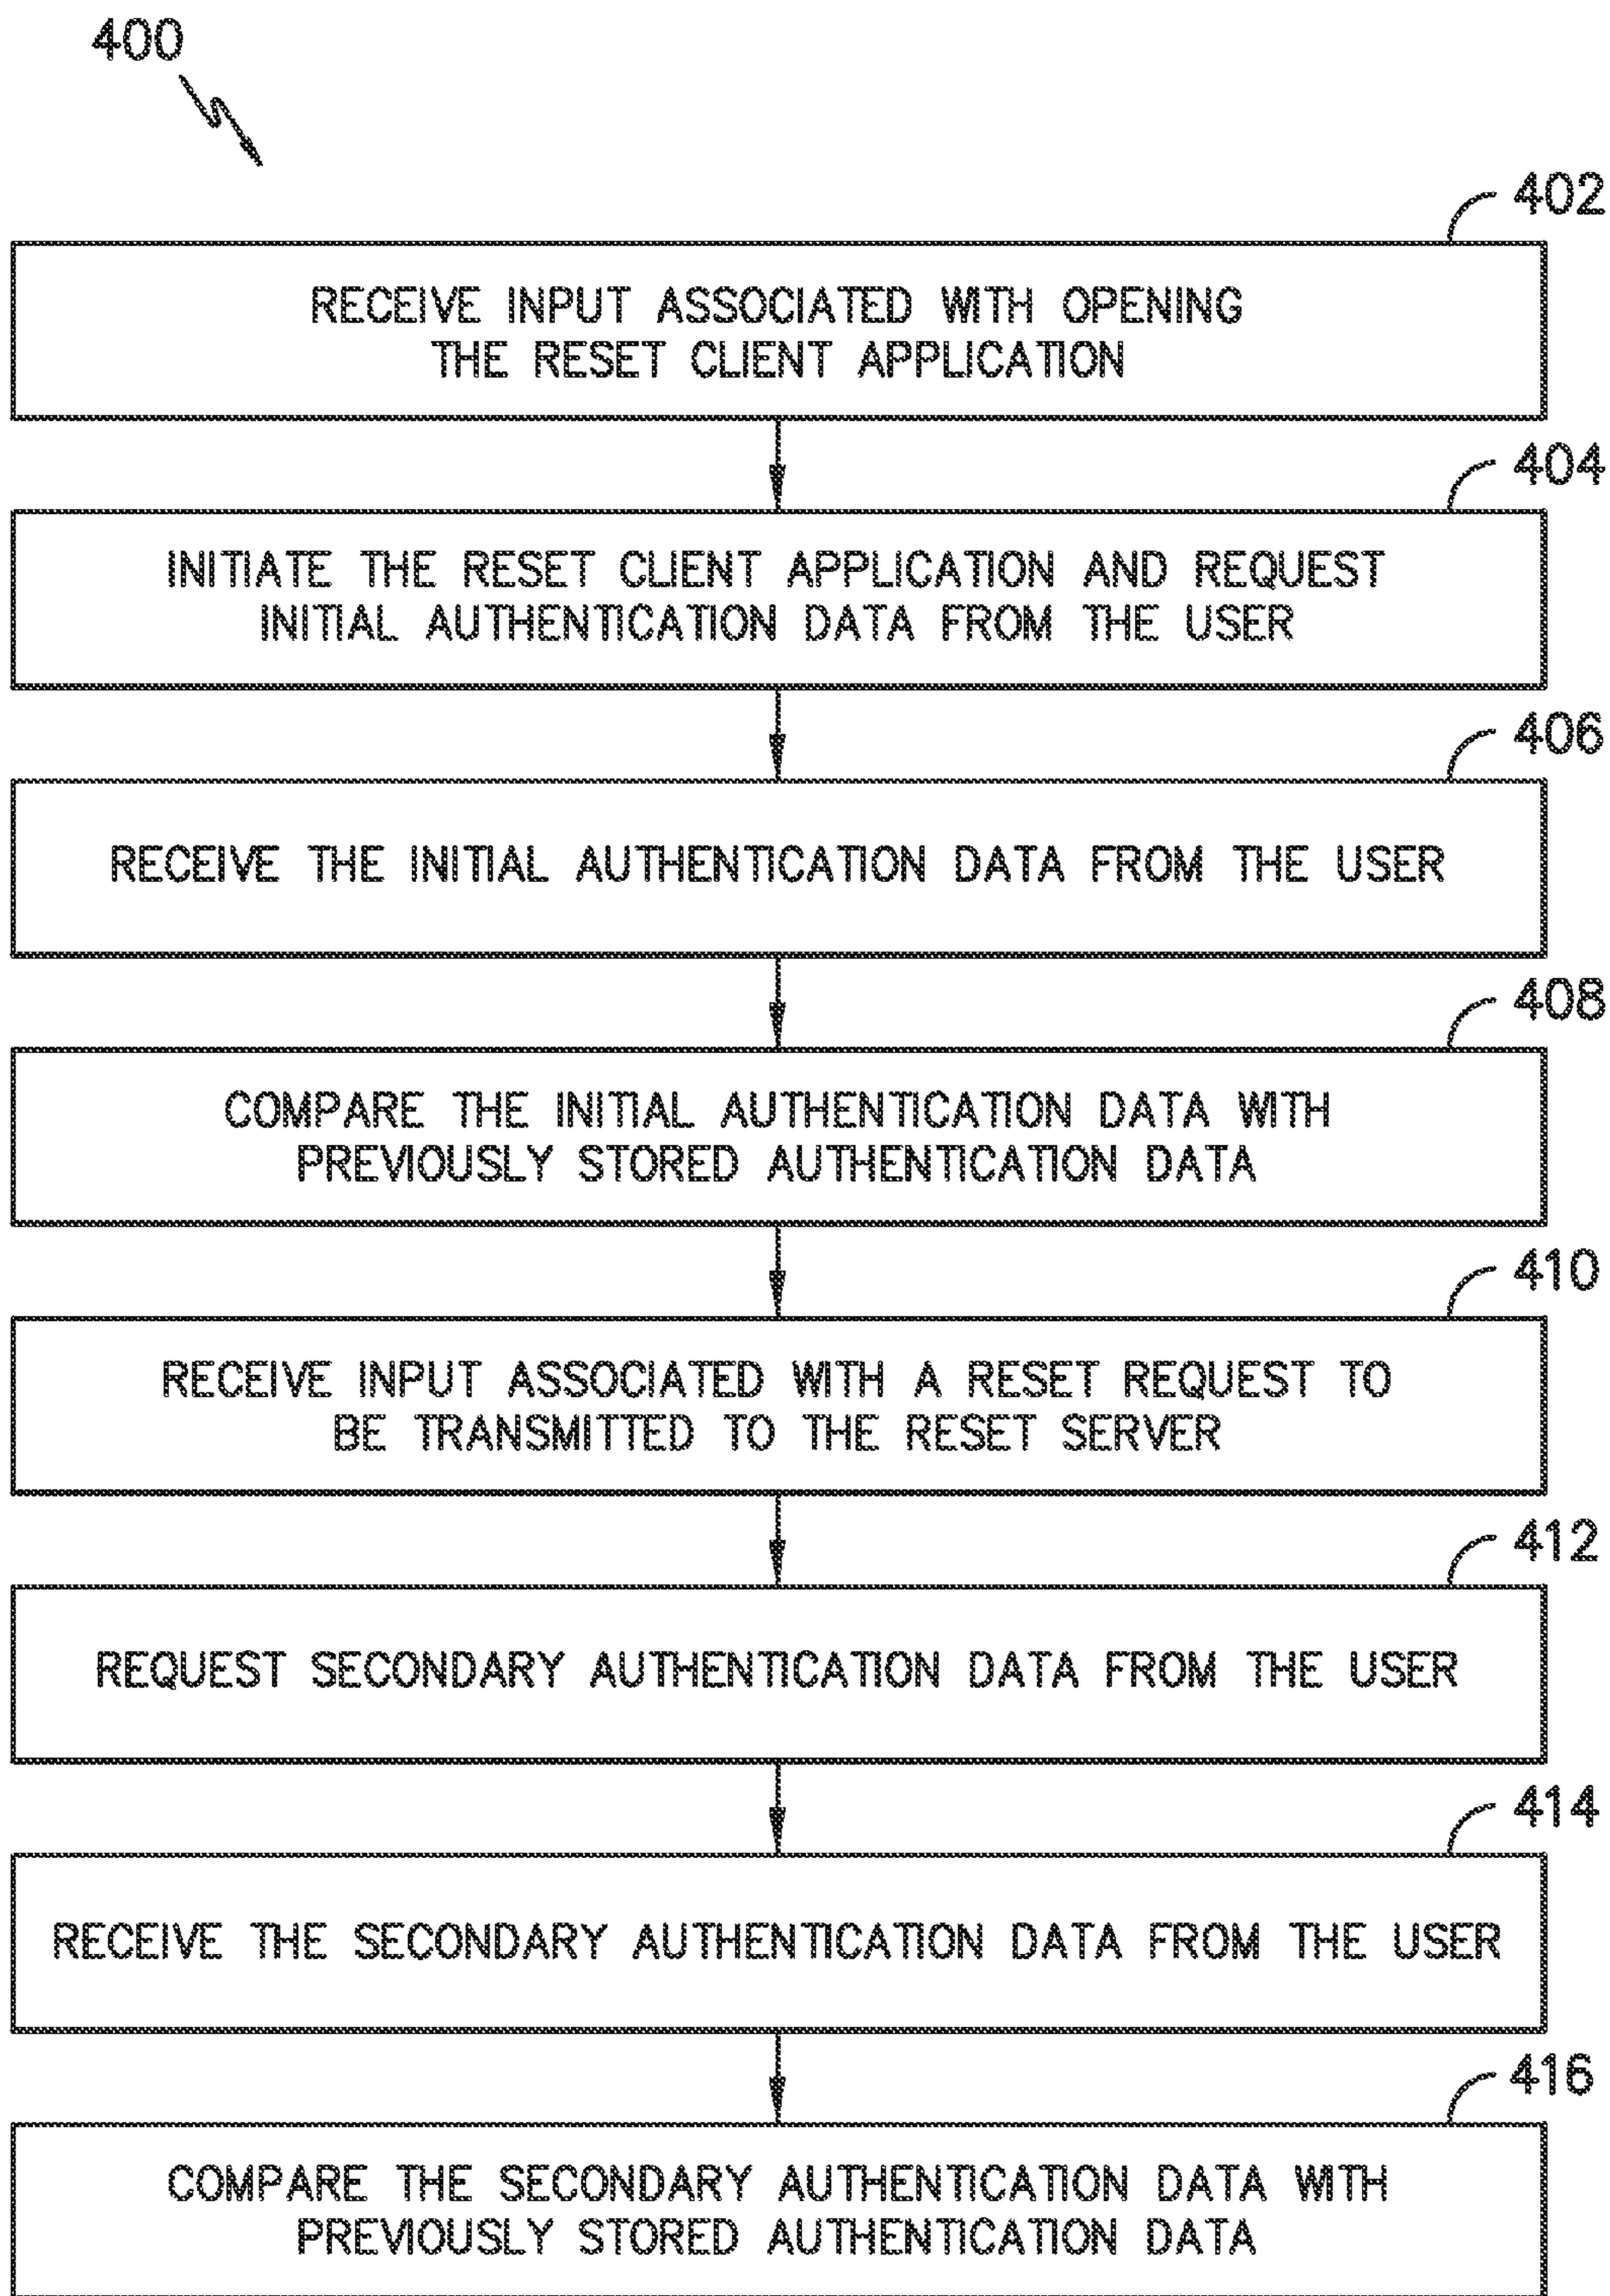 400
402
RECEIVE INPUT ASSOCIATED WITH OPENING
THE RESET CLIENT APPLICATION
404
INITIATE THE RESET CLIENT APPLICATION AND REQUEST
INITIAL AUTHENTICATION DATA FROM THE USER
406
RECEIVE THE INITIAL AUTHENTICATION DATA FROM THE USER
408
COMPARE THE INITIAL AUTHENTICATION DATA WITH
PREVIOUSLY STORED AUTHENTICATION DATA
410
RECEIVE INPUT ASSOCIATED WITH A RESET REQUEST TO
BE TRANSMITTED TO THE RESET SERVER
412
REQUEST SECONDARY AUTHENTICATION DATA FROM THE USER
414
RECEIVE THE SECONDARY AUTHENTICATION DATA FROM THE USER
416
COMPARE THE SECONDARY AUTHENTICATION DATA WITH
PREVIOUSLY STORED AUTHENTICATION DATA